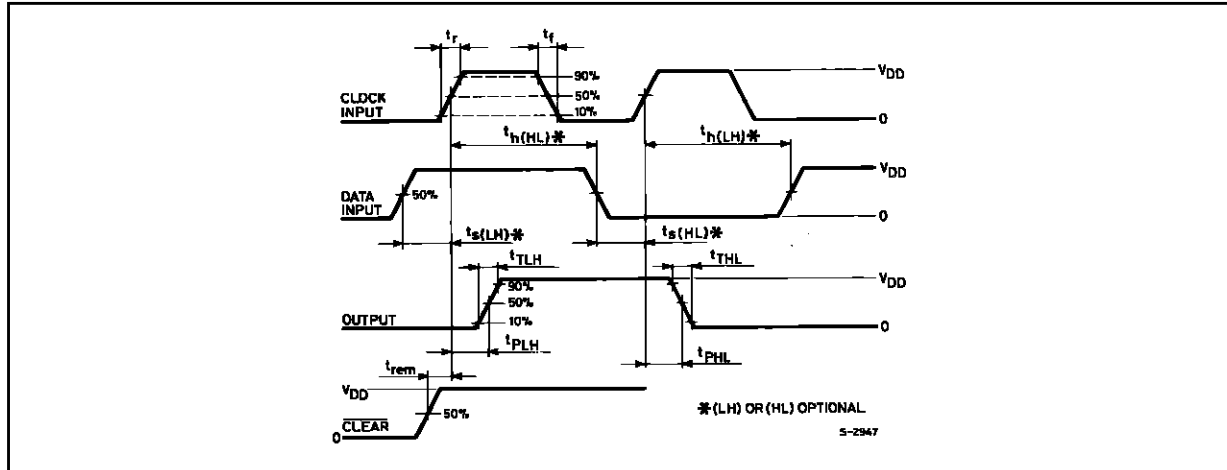 tr
tf
90%
VDD
CLOCK
INPUT
50%
10%
0
th(HL)*
th(LH)*
VDD
DATA
INPUT
50%
0
ts(LH)*
ts(HL)*
tTLH
tTHL
90%
VDD
50%
OUTPUT
10%
0
tPLH
tPHL
trem
VDD
50%
CLEAR
0
*(LH) OR (HL) OPTIONAL
S-2947